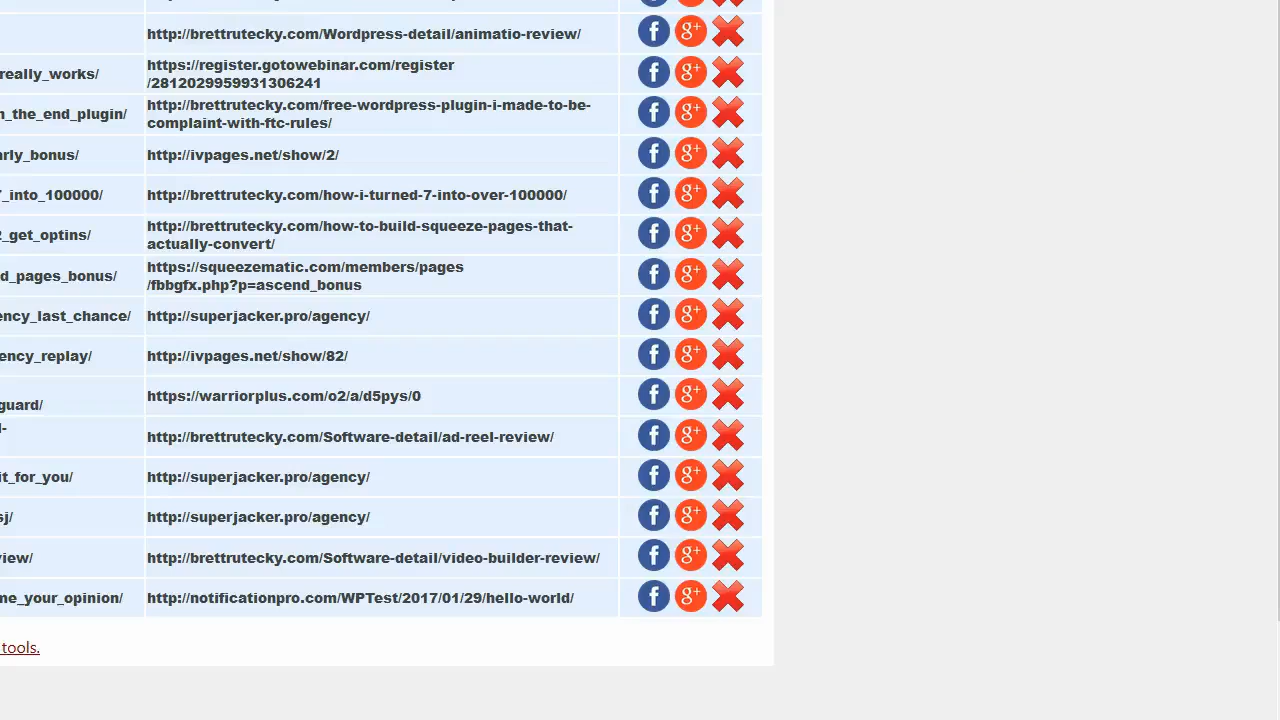 http://brettrutecky.com/Wordpress-detail/animatio-review/
really_works/
https://register.gotowebinar.com/register
/2812029959931306241
n_the_end_plugin/
http://brettrutecky.com/free-wordpress-plugin-i-made-to-be-
complaint-with-ftc-rules/
arly_bonus/
http://ivpages.net/show/2/
7_into_100000/
http://brettrutecky.com/how-i-turned-7-into-over-100000/
2_get_optins/
http://brettrutecky.com/how-to-build-squeeze-pages-that-
actually-convert/
d_pages_bonus/
https://squeezematic.com/members/pages
/fbbgfx.php?p=ascend_bonus
ency_last_chance/
http://superjacker.pro/agency/
ency_replay/
http://ivpages.net/show/82/
guard/
https://warriorplus.com/o2/a/d5pys/0
-
http://brettrutecky.com/Software-detail/ad-reel-review/
it_for_you/
http://superjacker.pro/agency/
sj/
http://superjacker.pro/agency/
view/
http://brettrutecky.com/Software-detail/video-builder-review/
me_your_opinion/
http://notificationpro.com/WPTest/2017/01/29/hello-world/
tools.